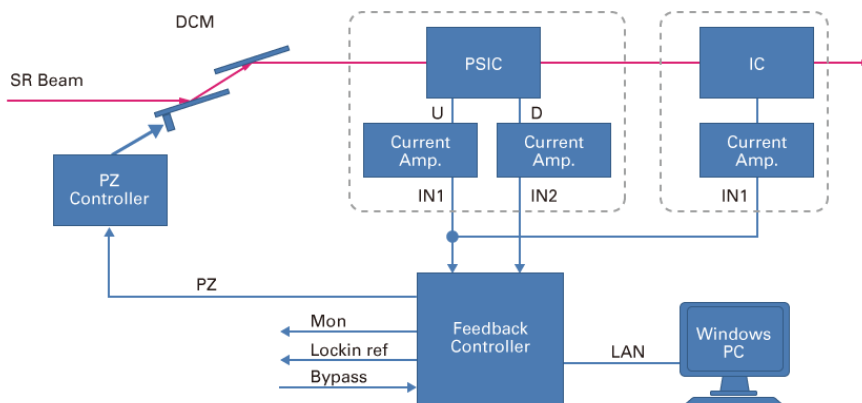 DCM
SR Beam
PSIC
IC
U
D
Current
Amp.
Current
Amp.
Current
Amp.
PZ
Controller
IN1
IN2
IN1
PZ
Mon
Lockin ref
Bypass
Feedback
Controller
LAN
Windows
PC